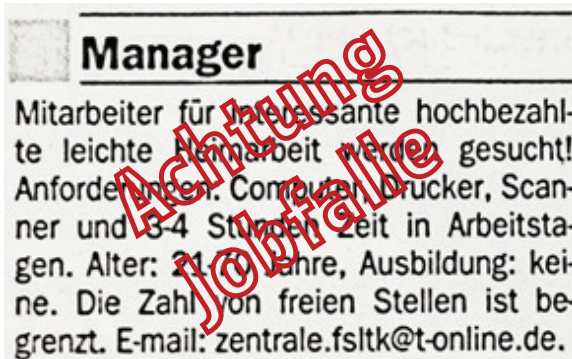 Manager
Mitarbeiter für interessante hochbezahl-
te leichte Heimarbeit werden gesucht!
Anforderungen: Computer, Drucker, Scan-
ner und 3-4 Stunden Zeit in Arbeitsta-
gen. Alter: 21-70 Jahre, Ausbildung: kei-
ne. Die Zahl von freien Stellen ist be-
grenzt. E-mail: zentrale.fsltk@t-online.de.
Achtung
Jobfalle